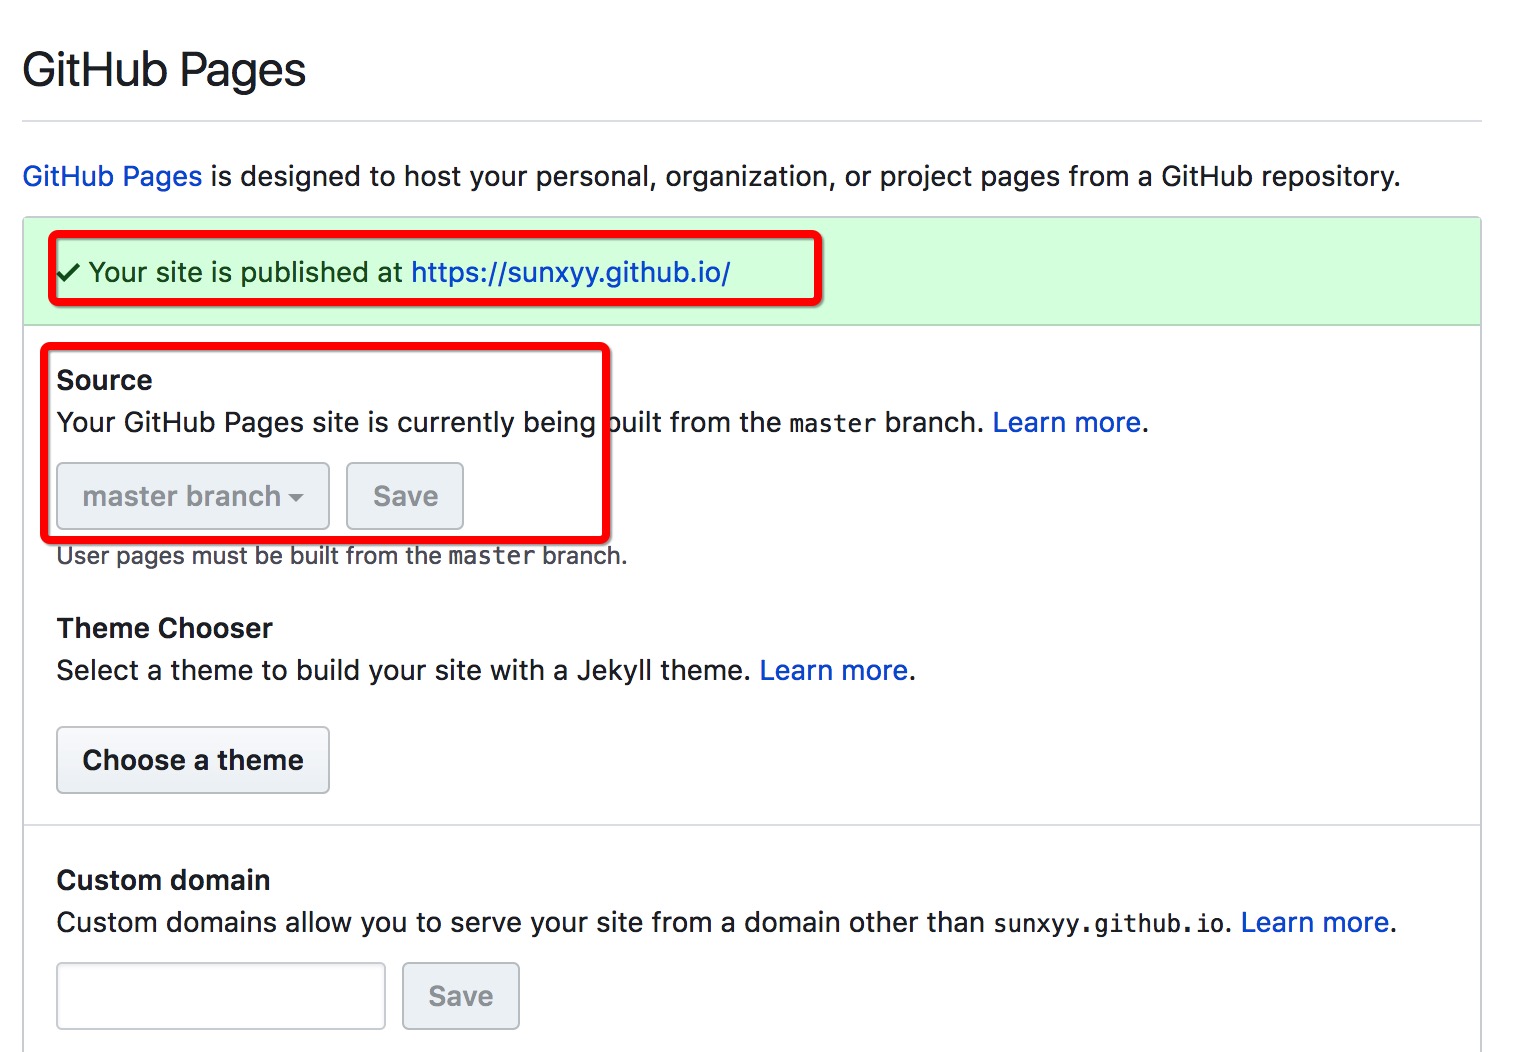 GitHub Pages
GitHub Pages is designed to host your personal, organization, or project pages from a GitHub repository.
✓ Your site is published at https://sunxyy.github.io/
Source
Your GitHub Pages site is currently being built from the master branch. Learn more.
master branch Save
User pages must be built from the master branch.
Theme Chooser
Select a theme to build your site with a Jekyll theme. Learn more.
Choose a theme
Custom domain
Custom domains allow you to serve your site from a domain other than sunxyy.github.io. Learn more.
Save